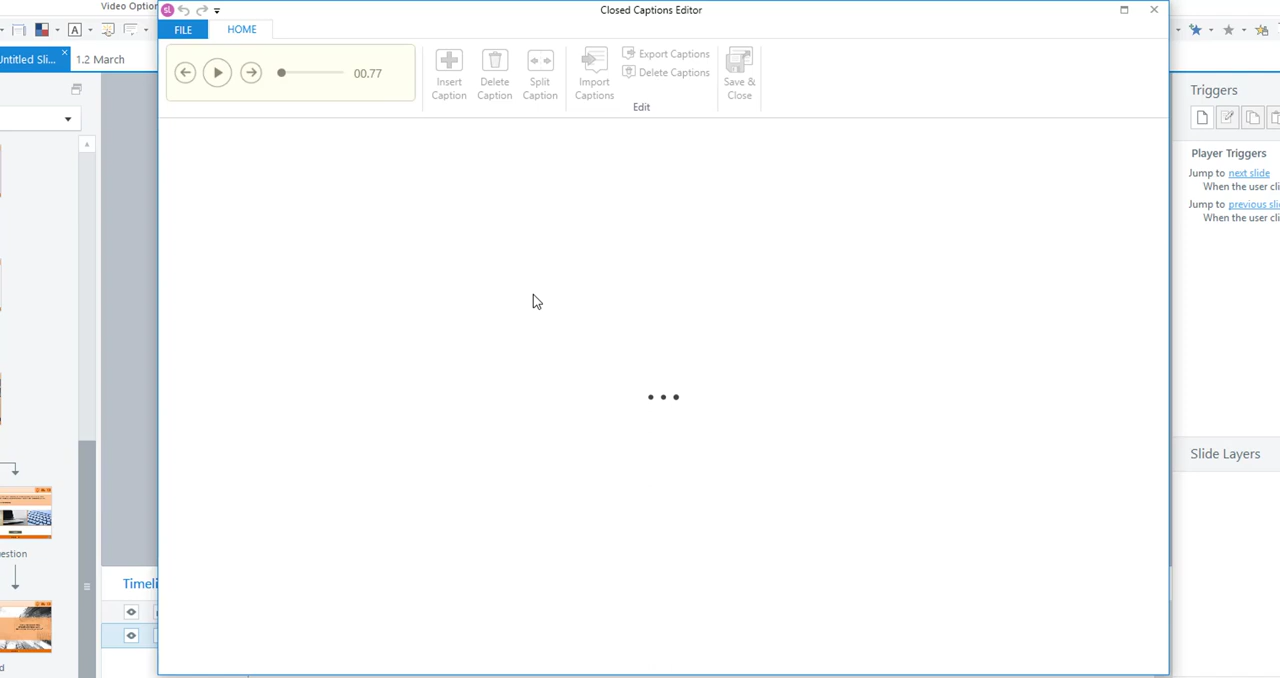 Video Option
Closed Captions Editor
FILE
HOME
00.77
Insert
Caption
Delete
Caption
Split
Caption
Import
Captions
Export Captions
Delete Captions
Edit
Save &
Close
Untitled Sli...
1.2 March
Triggers
Player Triggers
Jump to next slide
When the user cli
Jump to previous sli
When the user cli
Slide Layers
estion
Timeli
d